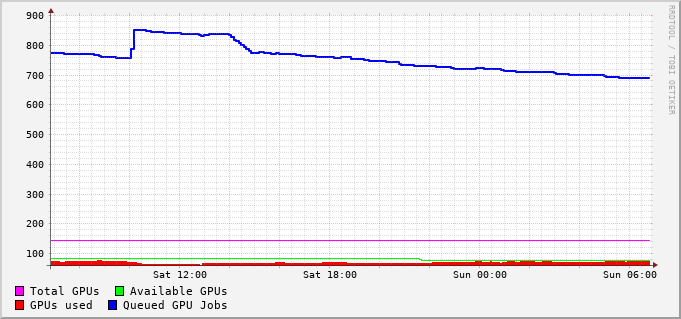 900
800
700
600
500
400
300
200
100
Sat 12:00 Sat 18:00 Sun 00:00 Sun 06:00
Total GPUs Available GPUs
GPUs used Queued GPU Jobs
RRDTOOL / TOBI OETIKER